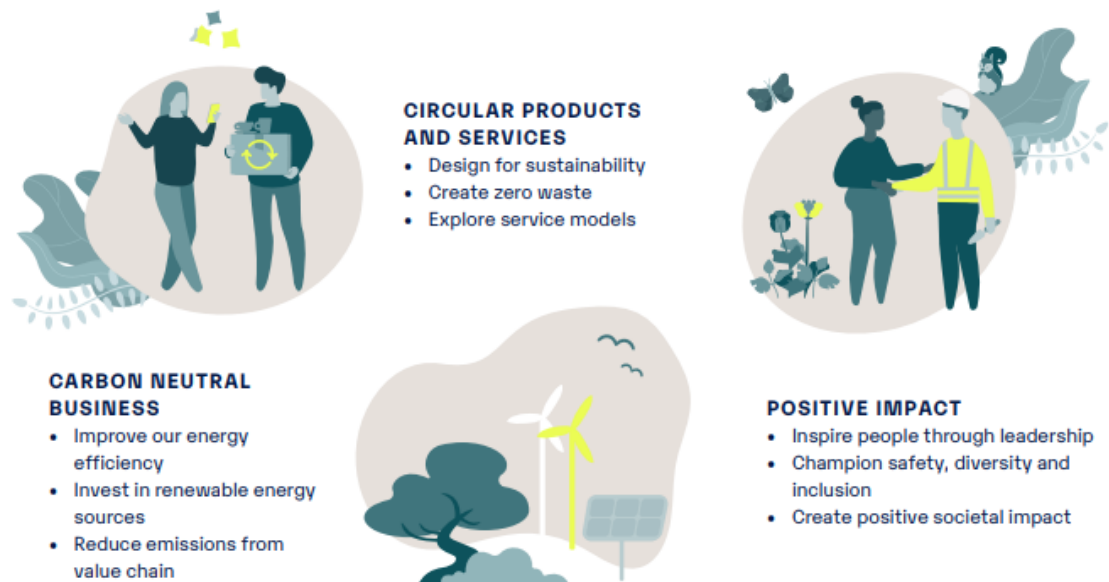 CIRCULAR PRODUCTS
AND SERVICES
• Design for sustainability
• Create zero waste
• Explore service models
CARBON NEUTRAL
BUSINESS
• Improve our energy
efficiency
• Invest in renewable energy
sources
• Reduce emissions from
value chain
POSITIVE IMPACT
• Inspire people through leadership
• Champion safety, diversity and
inclusion
• Create positive societal impact